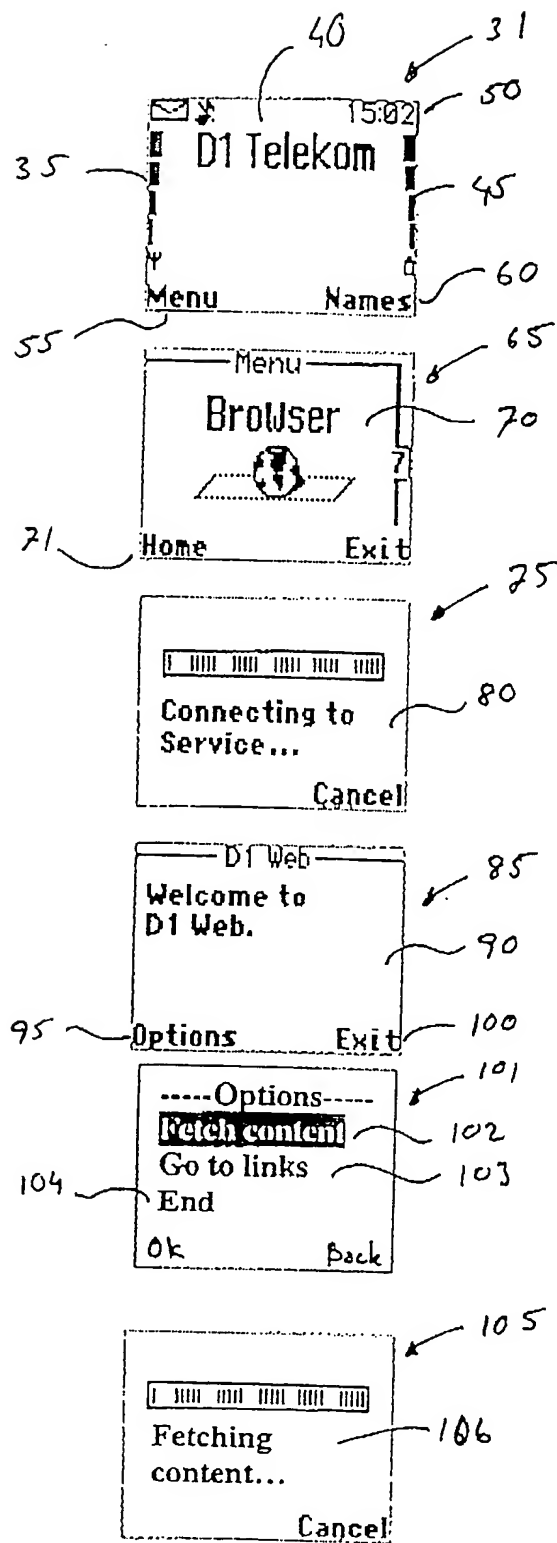 40
31
15:02
50
D1 Telekom
35
45
Menu Names
60
55
Menu
65
Browser
70
7
71
Home Exit
75
Connecting to
80
Service...
Cancel
D1 Web
85
Welcome to
D1 Web.
90
95
Options Exit
100
101
-----Options-----
Fetch content
102
Go to links
103
104
End
Ok Back
105
Fetching
106
content...
Cancel